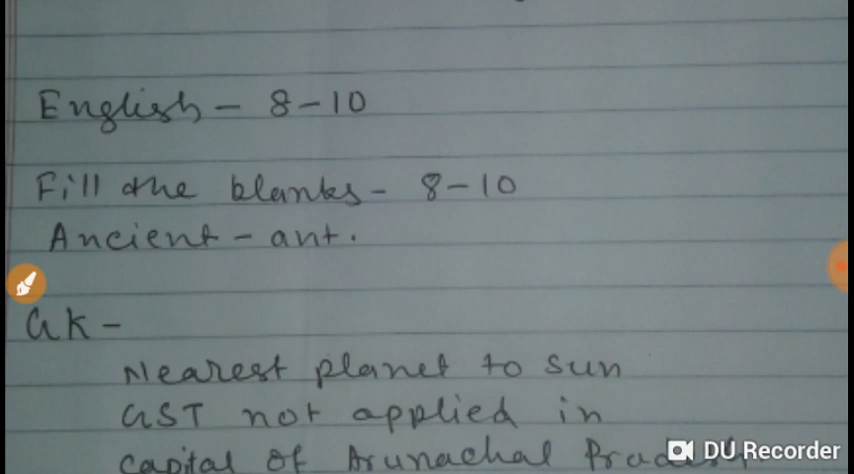 English - 8-10
Fill the blanks - 8-10
Ancient - ant.
GK -
Nearest planet to sun
GST not applied in
capital of Arunachal Pradesh
DU Recorder